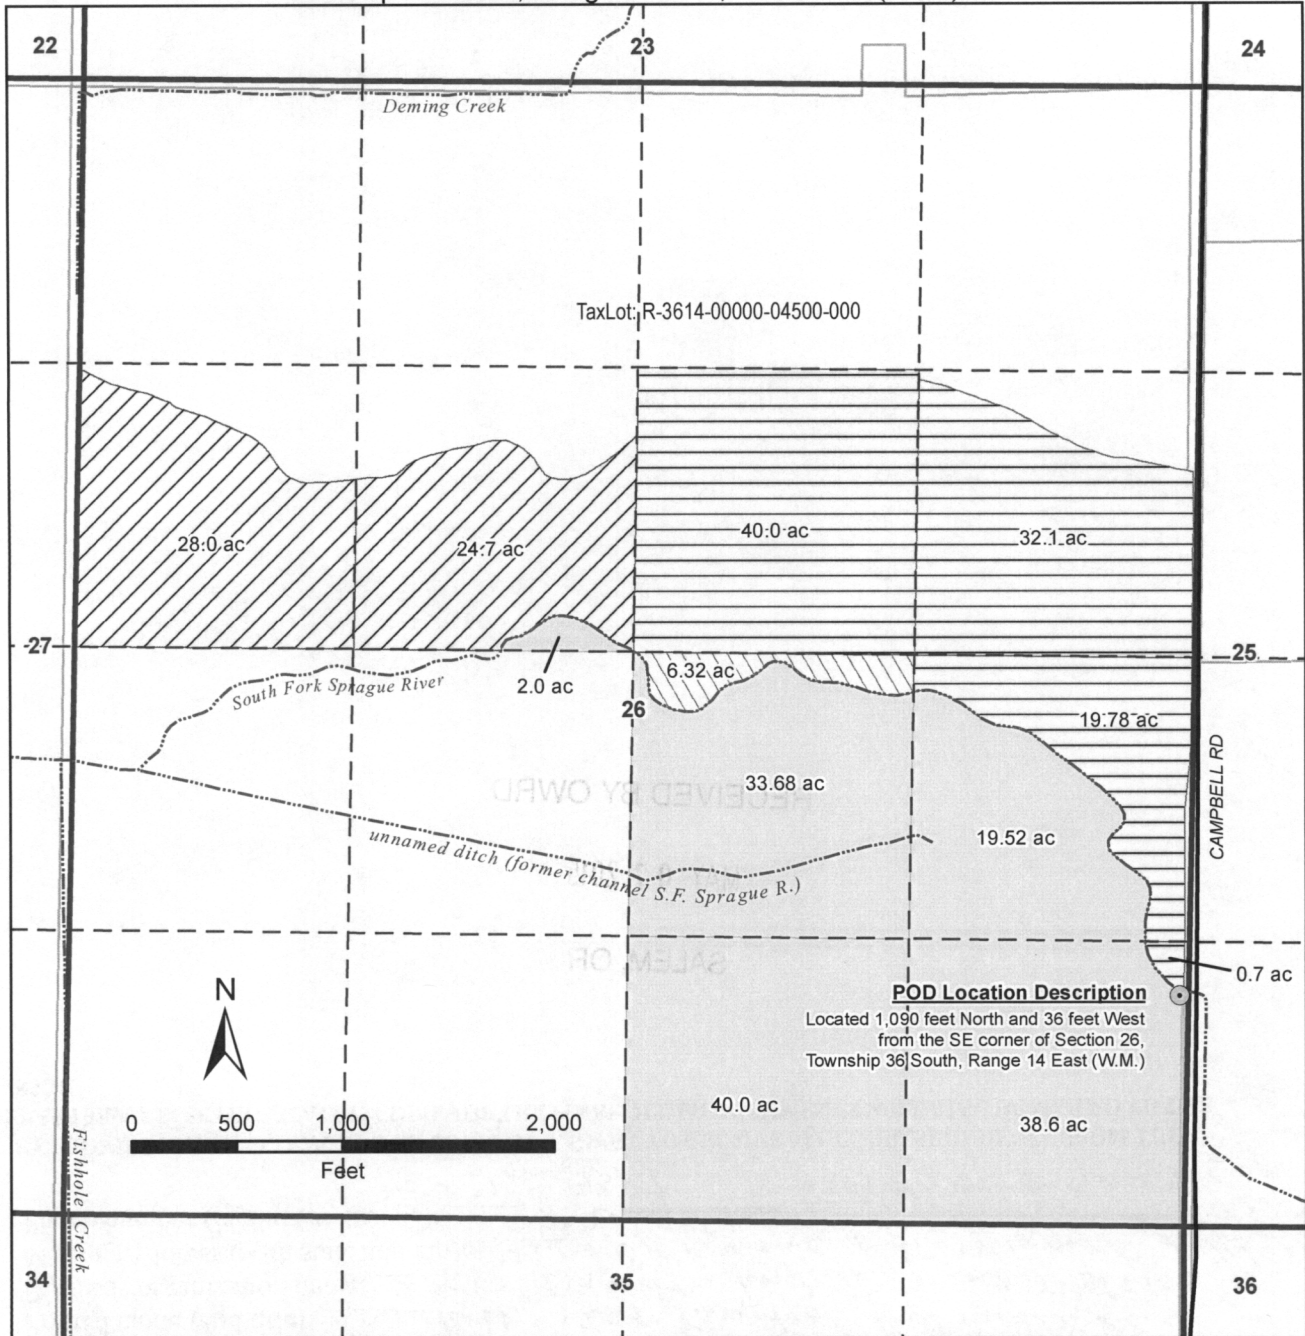 22
23
24
Deming Creek
TaxLot: R-3614-00000-04500-000
28.0 ac
24.7 ac
40.0 ac
32.1 ac
27
25
6.32 ac
2.0 ac
South Fork Sprague River
26
19.78 ac
CAMPBELL RD
RECEIVED BY OWRD
33.68 ac
19.52 ac
unnamed ditch (former channel S.F. Sprague R.)
SALEM, OR
0.7 ac
N
POD Location Description
Located 1,090 feet North and 36 feet West
from the SE corner of Section 26,
Township 36 South, Range 14 East (W.M.)
40.0 ac
38.6 ac
0 500 1,000 2,000
Feet
Fishhole Creek
34
35
36